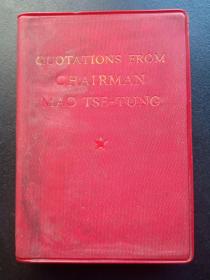 QUOTATIONS FROM
CHAIRMAN
MAO TSE-TUNG